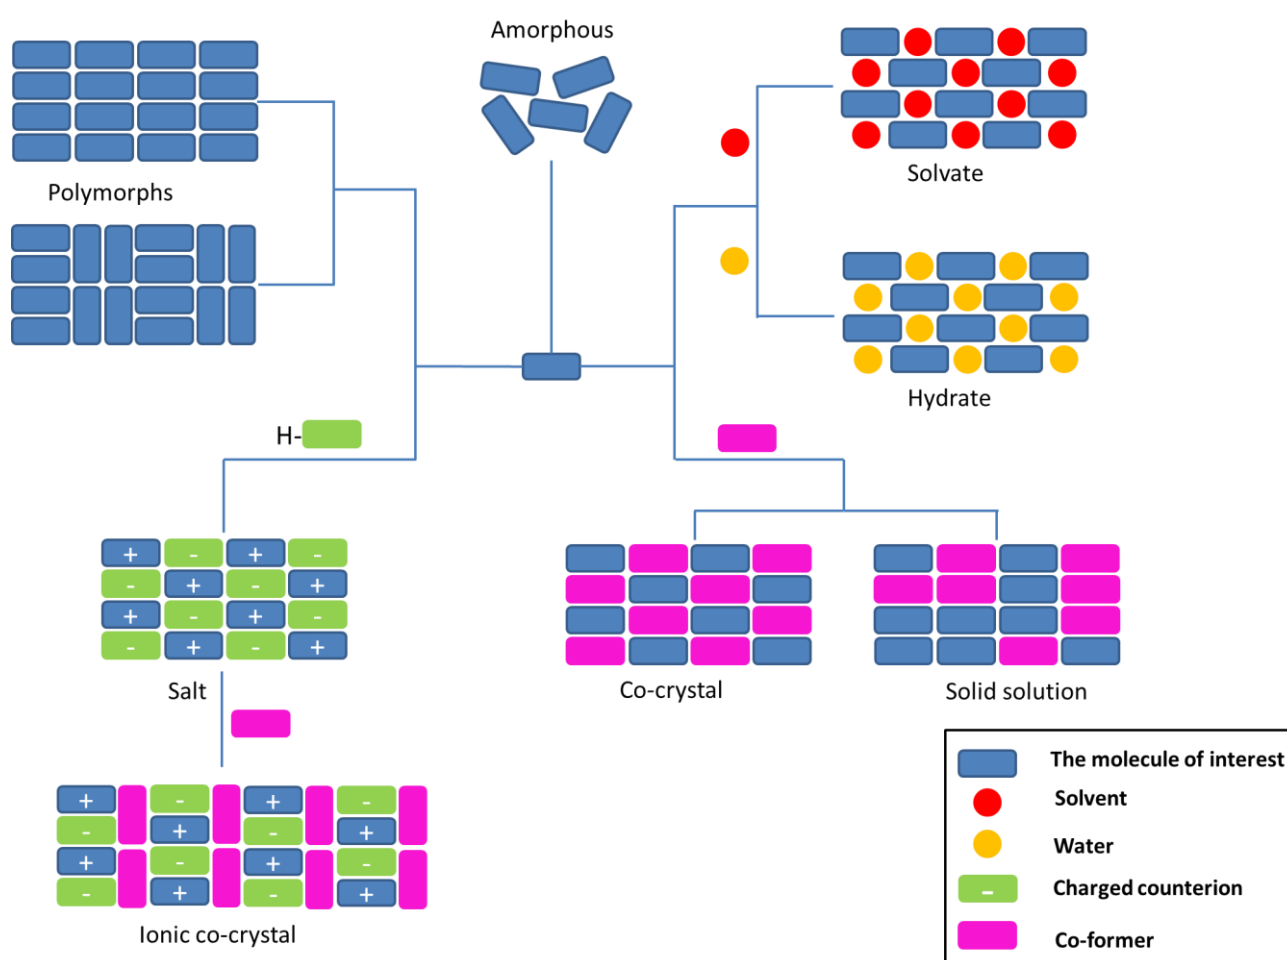 Amorphous
Polymorphs
Solvate
Hydrate
H-
+ - + -
- + - +
+ - + -
- + - +
Salt
Co-crystal
Solid solution
+ - + -
- + - +
+ - + -
- + - +
Ionic co-crystal
The molecule of interest
Solvent
Water
- Charged counterion
Co-former